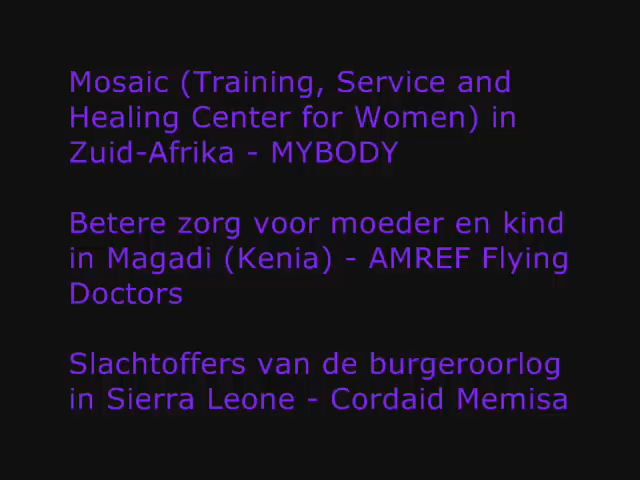 Mosaic (Training, Service and
Healing Center for Women) in
Zuid-Afrika - MYBODY
Betere zorg voor moeder en kind
in Magadi (Kenia) - AMREF Flying
Doctors
Slachtoffers van de burgeroorlog
in Sierra Leone - Cordaid Memisa